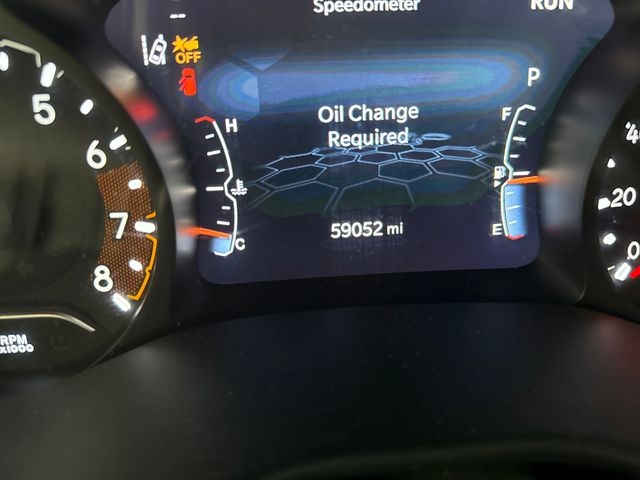 Speedometer
RUN
--
OFF
P
5
6
7
8
RPM
x1000
H
C
Oil Change
Required
59052 mi
F
E
20
0